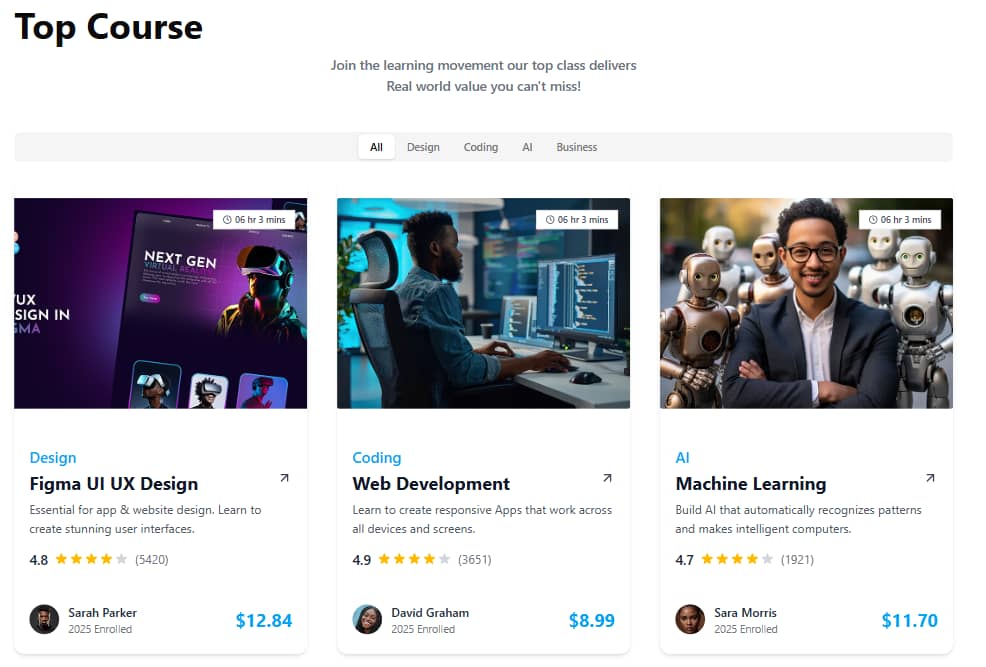 Top Course
Join the learning movement our top class delivers
Real world value you can't miss!
All
Design
Coding
AI
Business
06 hr 3 mins
NEXT GEN
VIRTUAL REALITY
UX
SIGN IN
GMA
06 hr 3 mins
06 hr 3 mins
Design
Figma UI UX Design
Essential for app & website design. Learn to
create stunning user interfaces.
4.8 (5420)
Sarah Parker
2025 Enrolled
$12.84
Coding
Web Development
Learn to create responsive Apps that work across
all devices and screens.
4.9 (3651)
David Graham
2025 Enrolled
$8.99
AI
Machine Learning
Build AI that automatically recognizes patterns
and makes intelligent computers.
4.7 (1921)
Sara Morris
2025 Enrolled
$11.70